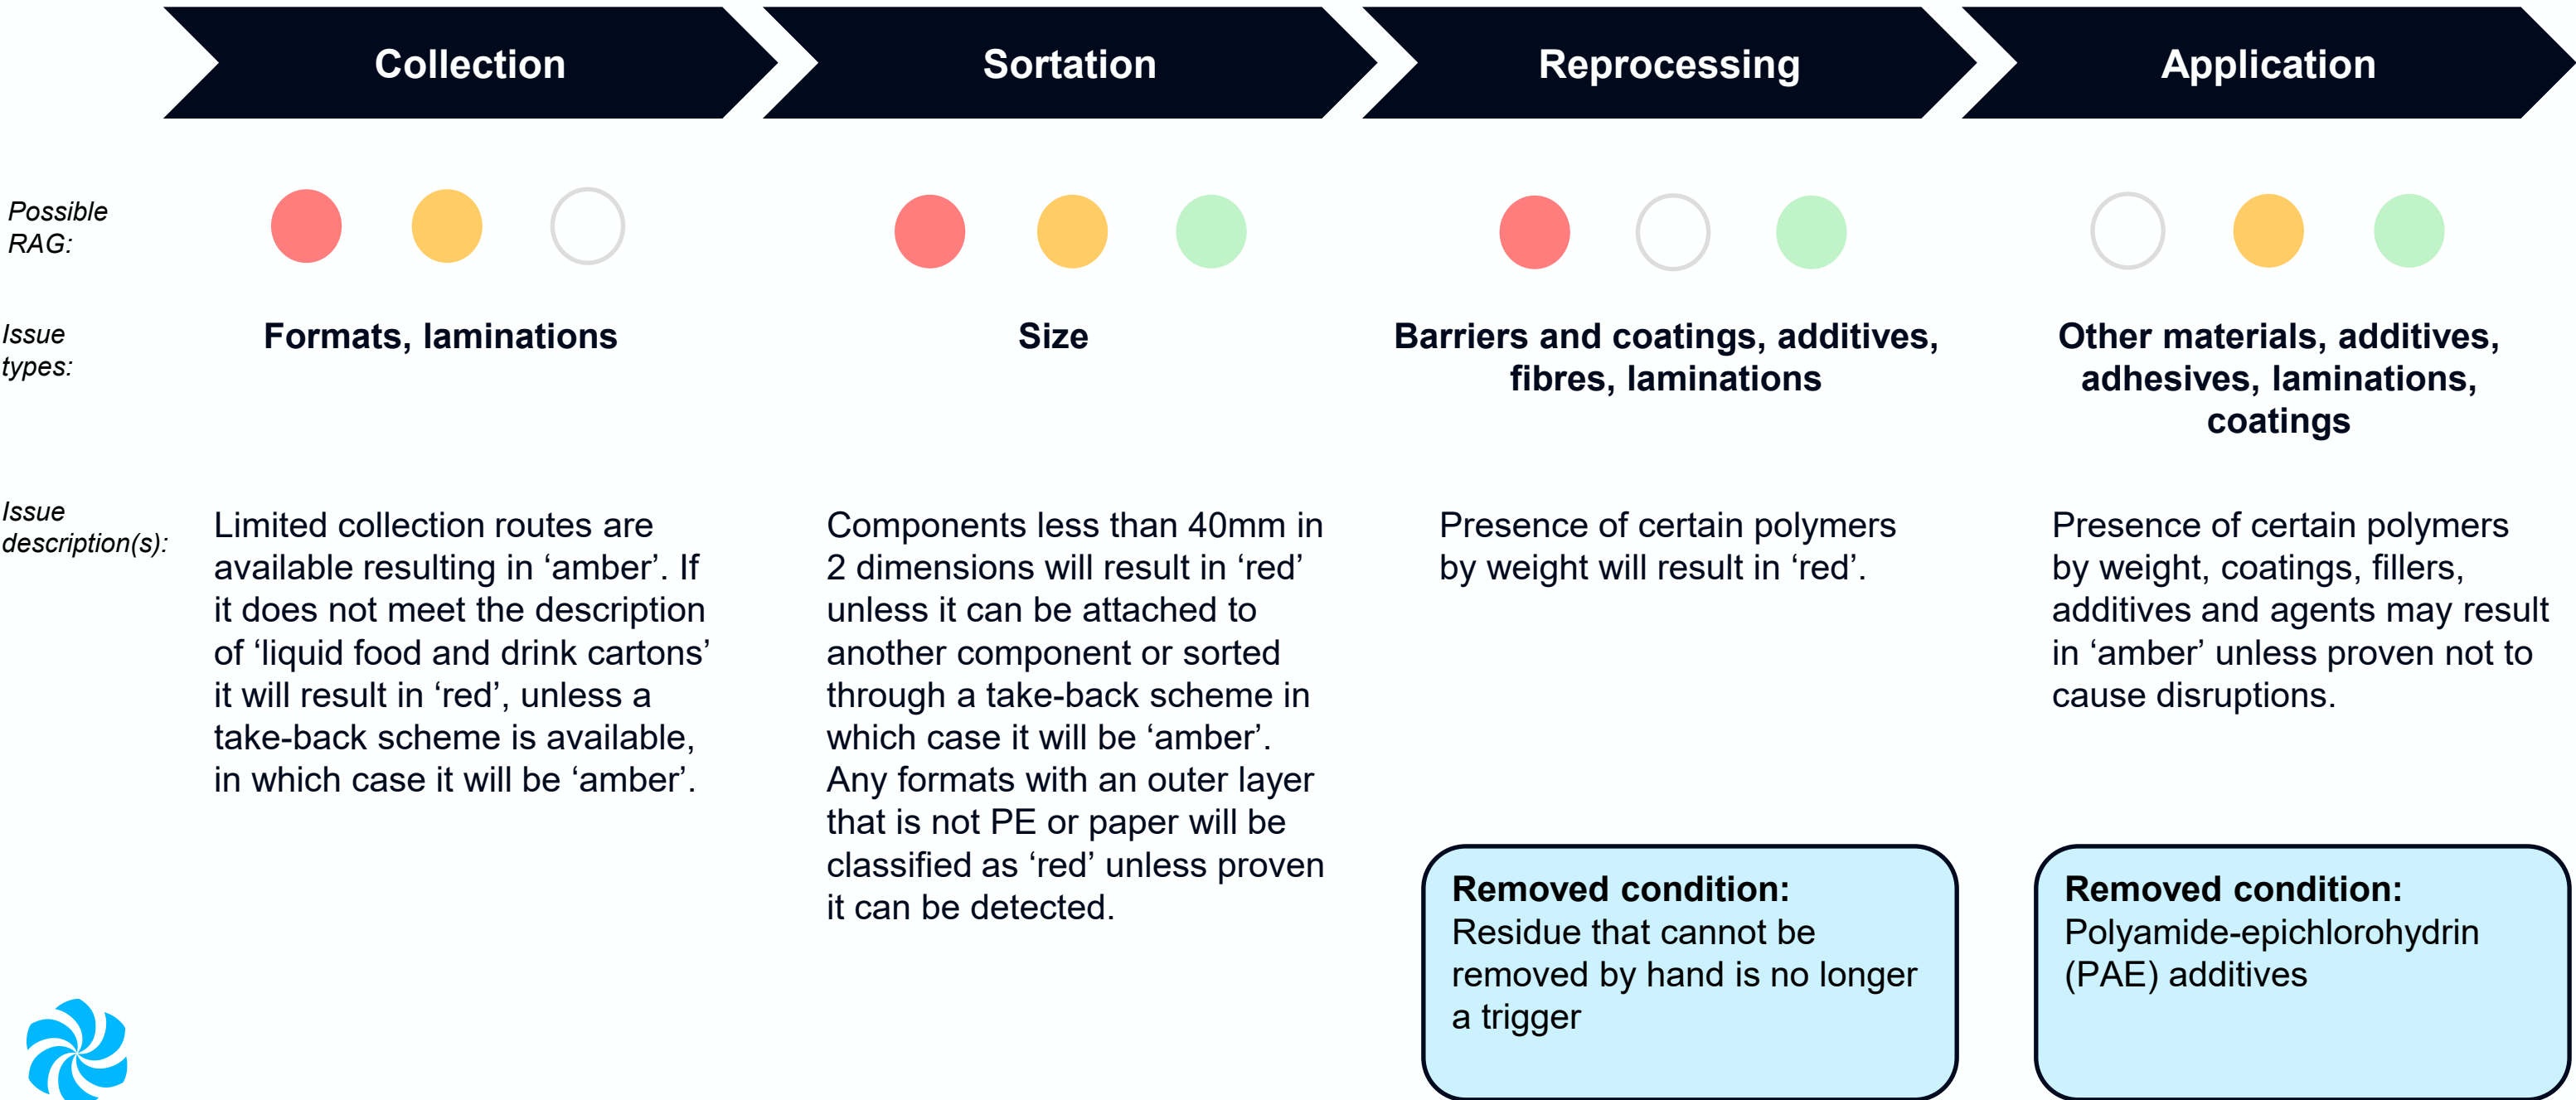 Collection
Sortation
Reprocessing
Application
Possible
RAG:
Issue
types:
Formats, laminations
Size
Barriers and coatings, additives,
fibres, laminations
Other materials, additives,
adhesives, laminations,
coatings
Issue
description(s):
Limited collection routes are
available resulting in ‘amber’. If
it does not meet the description
of ‘liquid food and drink cartons’
it will result in ‘red’, unless a
take-back scheme is available,
in which case it will be ‘amber’.
Components less than 40mm in
2 dimensions will result in ‘red’
unless it can be attached to
another component or sorted
through a take-back scheme in
which case it will be ‘amber’.
Any formats with an outer layer
that is not PE or paper will be
classified as ‘red’ unless proven
it can be detected.
Presence of certain polymers
by weight will result in ‘red’.
Presence of certain polymers
by weight, coatings, fillers,
additives and agents may result
in ‘amber’ unless proven not to
cause disruptions.
Removed condition:
Residue that cannot be
removed by hand is no longer
a trigger
Removed condition:
Polyamide-epichlorohydrin
(PAE) additives